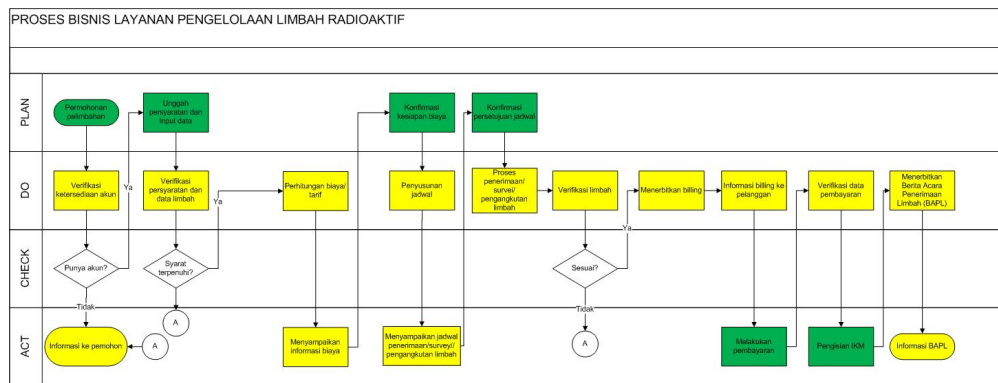 PROSES BISNIS LAYANAN PENGELOLAAN LIMBAH RADIOAKTIF
PLAN
Permohonan
pelimbahan
Unggah
persyaratan dan
input data
Konfirmasi
kesiapan biaya
Konfirmasi
persetujuan jadwal
DO
Verifikasi
ketersediaan akun
Ya
Verifikasi
persyaratan dan
data limbah
Ya
Perhitungan biaya/
tarif
Penyusunan
jadwal
Proses
penerimaan/
survei/
pengangkutan
limbah
Verifikasi limbah
Menerbitkan billing
Informasi billing ke
pelanggan
Verifikasi data
pembayaran
Menerbitkan
Berita Acara
Penerimaan
Limbah (BAPL)
CHECK
Punya akun?
Syarat
terpenuhi?
Sesuai?
Ya
Tidak
Tidak
ACT
Informasi ke pemohon
A
A
Menyampaikan
informasi biaya
Menyampaikan jadwal
penerimaan/survey//
pengangkutan limbah
A
Melakukan
pembayaran
Pengisian IKM
Informasi BAPL